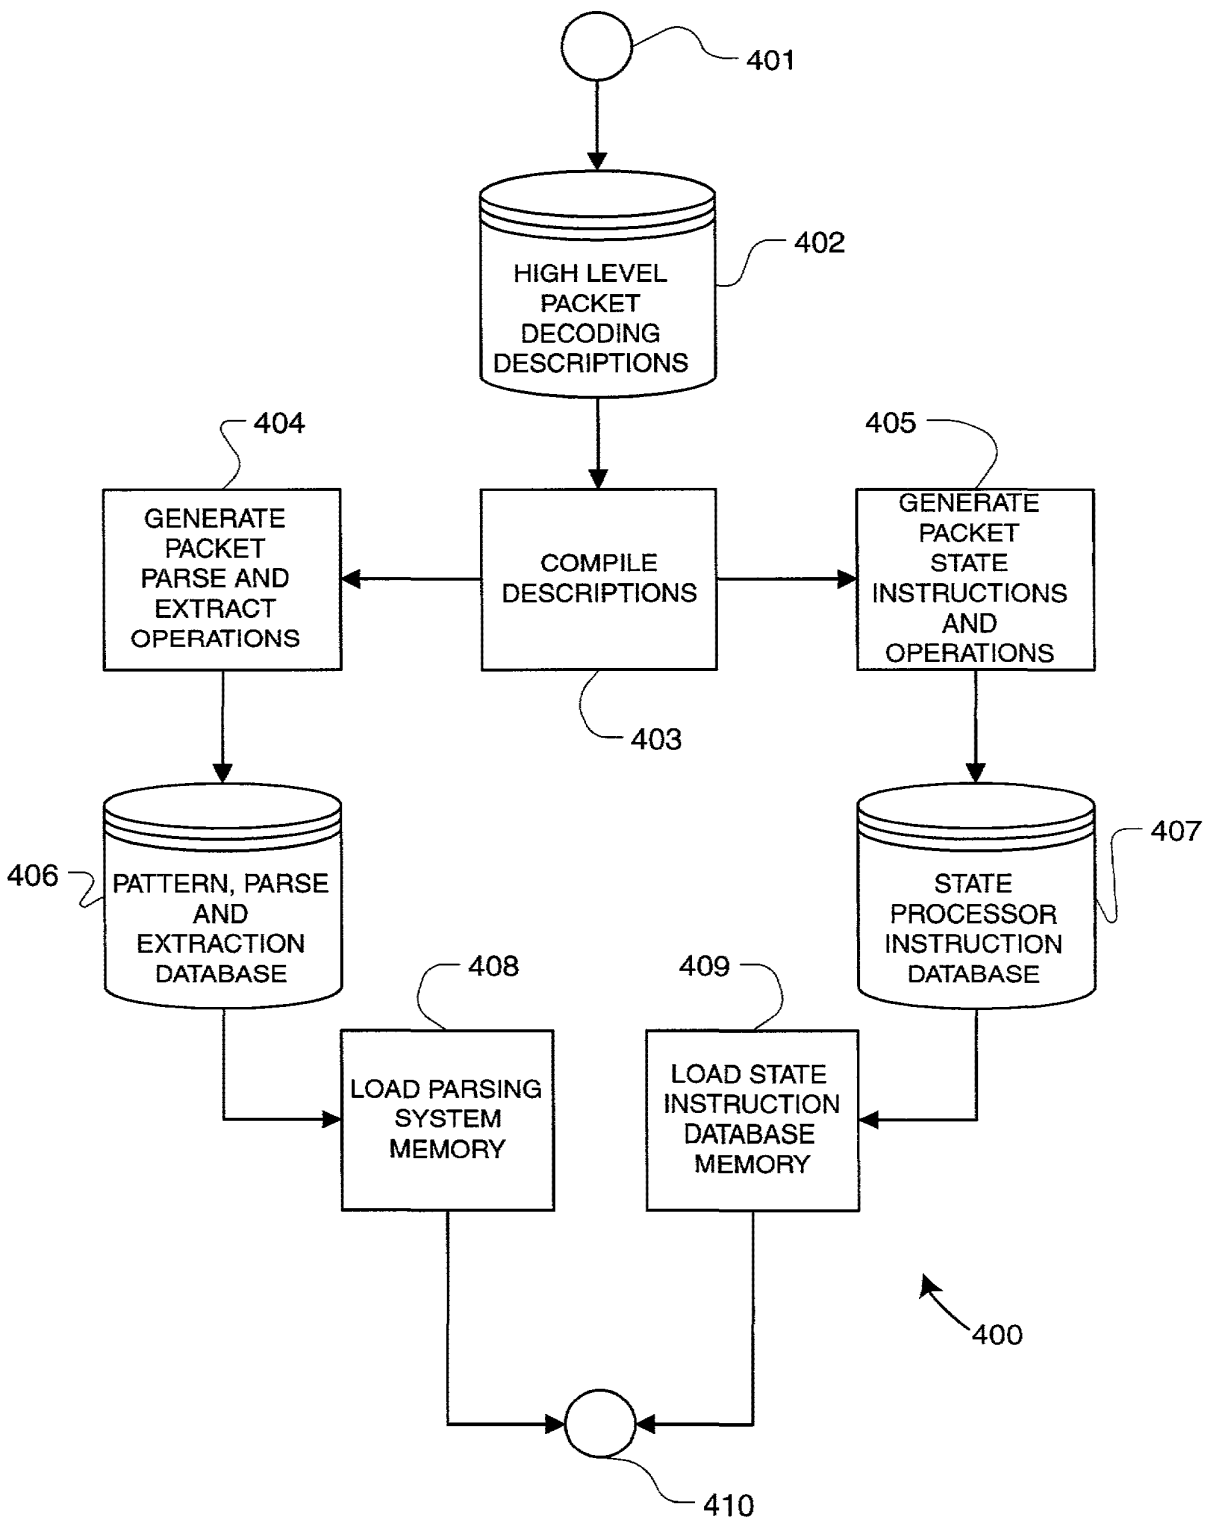 401
402
HIGH LEVEL
PACKET
DECODING
DESCRIPTIONS
404
405
GENERATE
PACKET
PARSE AND
EXTRACT
OPERATIONS
COMPILE
DESCRIPTIONS
GENERATE
PACKET
STATE
INSTRUCTIONS
AND
OPERATIONS
403
406
PATTERN, PARSE
AND
EXTRACTION
DATABASE
407
STATE
PROCESSOR
INSTRUCTION
DATABASE
408
409
LOAD PARSING
SYSTEM
MEMORY
LOAD STATE
INSTRUCTION
DATABASE
MEMORY
400
410